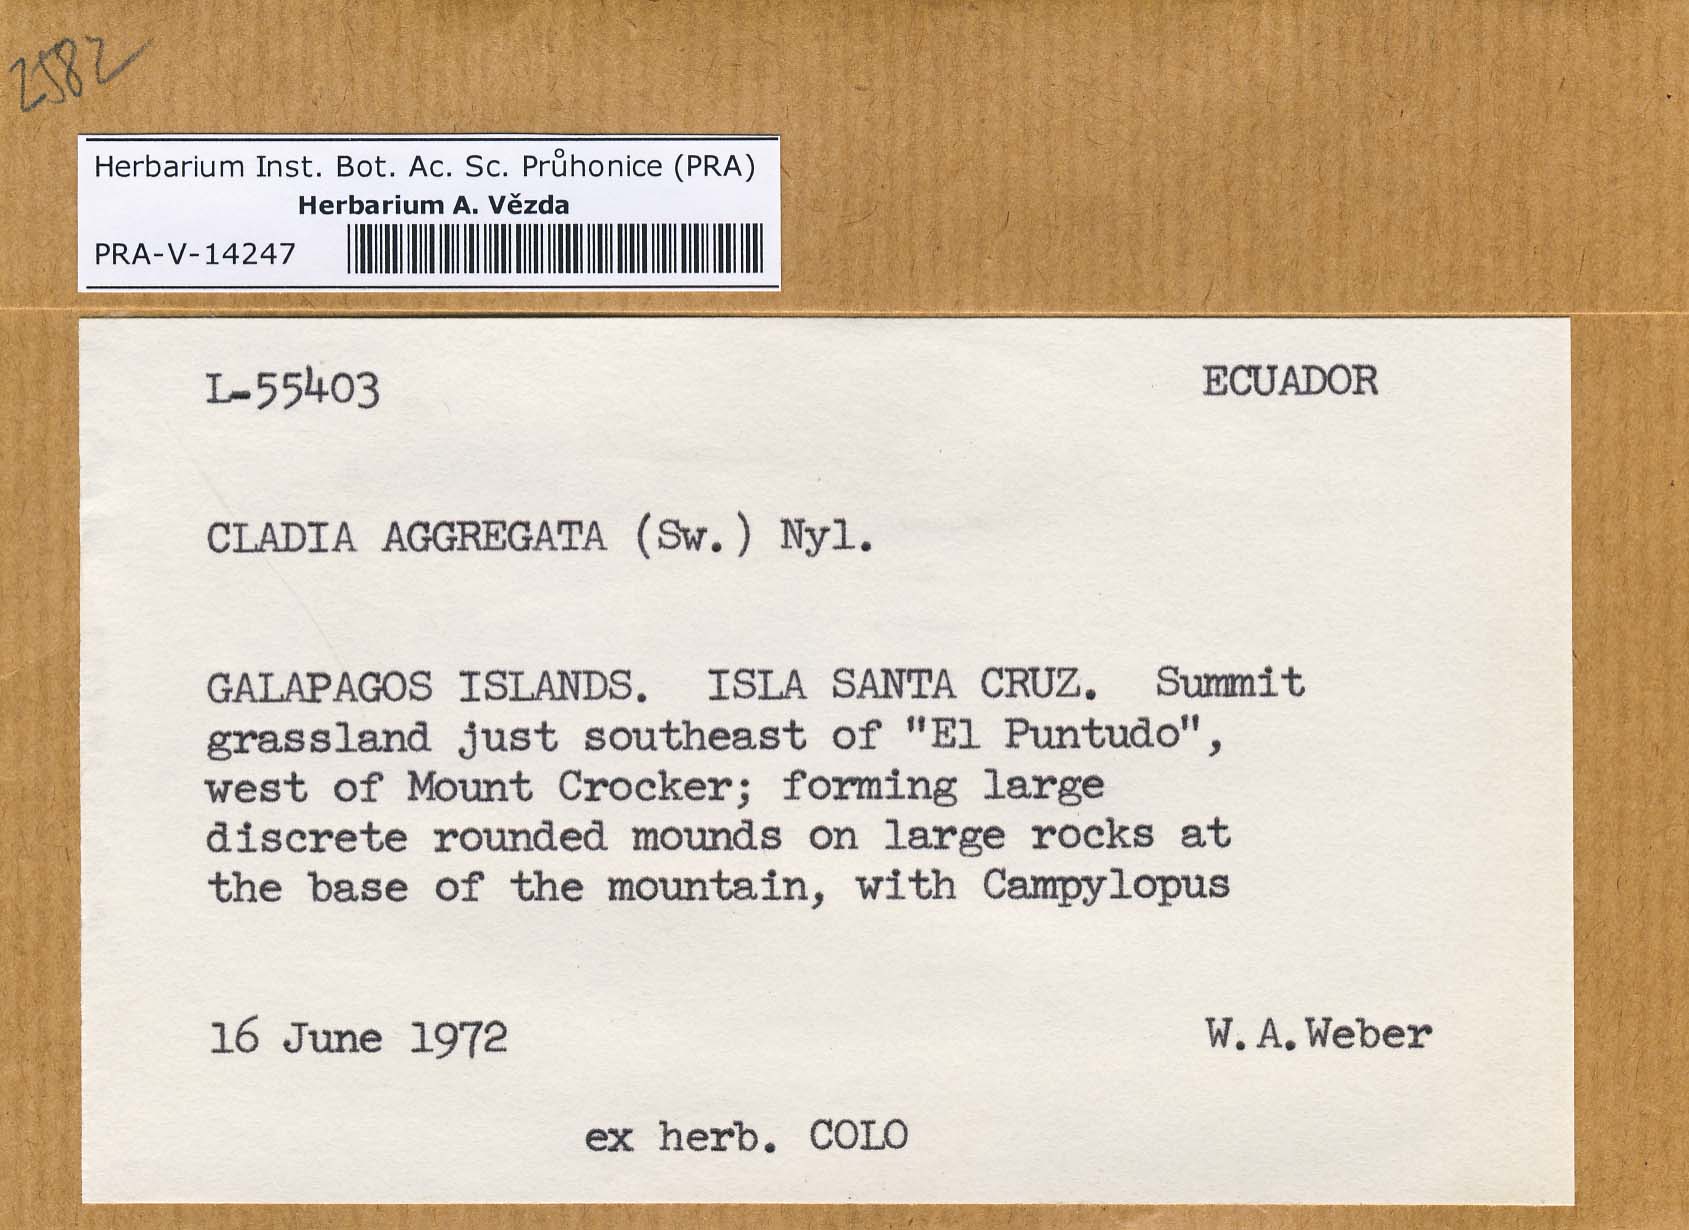 2582
Herbarium Inst. Bot. Ac. Sc. Průhonice (PRA)
Herbarium A. Vězda
PRA-V-14247
L-55403 ECUADOR
CLADIA AGGREGATA (Sw.) Nyl.
GALAPAGOS ISLANDS. ISLA SANTA CRUZ. Summit
grassland just southeast of "El Puntudo",
west of Mount Crocker; forming large
discrete rounded mounds on large rocks at
the base of the mountain, with Campylopus
16 June 1972 W.A.Weber
ex herb. COLO